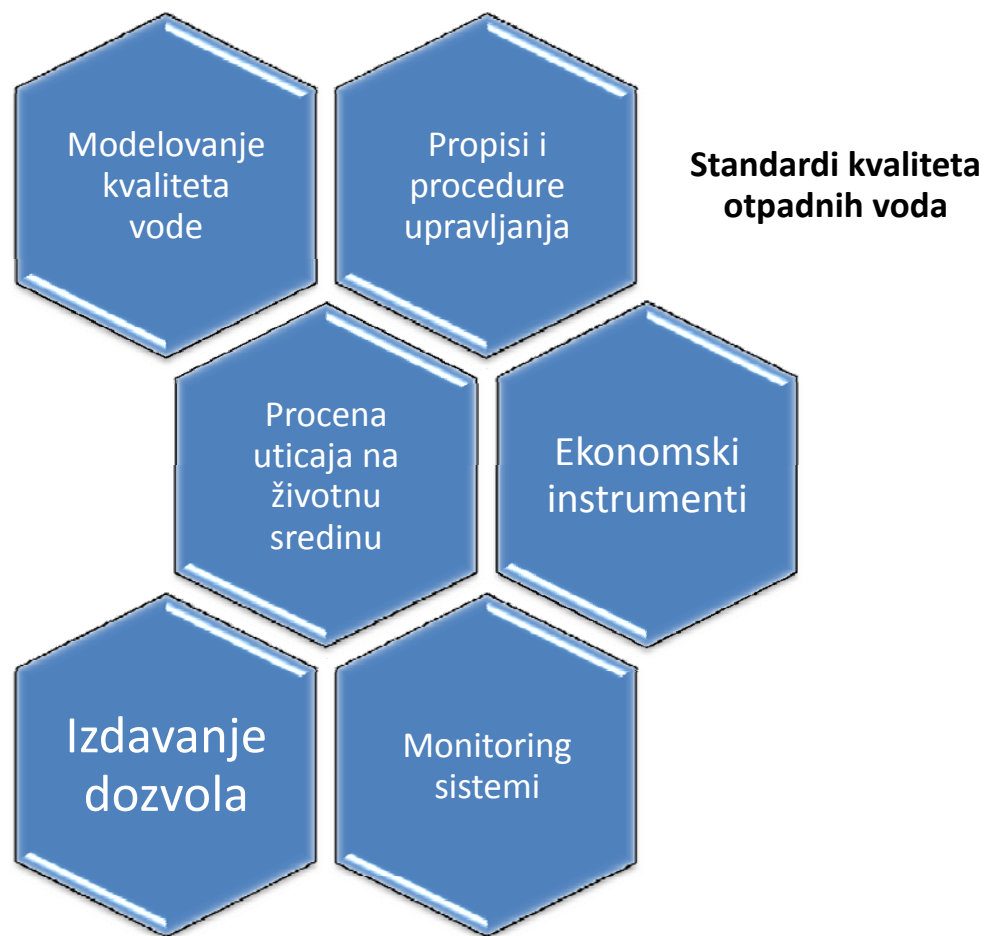 Modelovanje
kvaliteta
vode
Propisi i
procedure
upravljanja
Standardi kvaliteta
otpadnih voda
Procena
uticaja na
životnu
sredinu
Ekonomski
instrumenti
Izdavanje
dozvola
Monitoring
sistemi